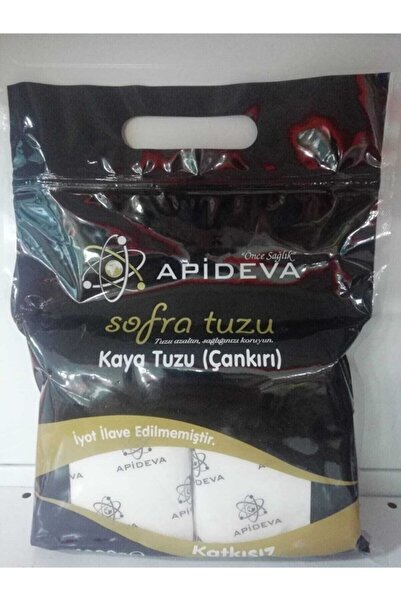 "Önce Sağlık"
APİDEVA
sofra tuzu
Tuzu azaltın, sağlığınızı koruyun.
Kaya Tuzu (Çankırı)
İyot İlave Edilmemiştir.
APİDEVA
APİDEVA
APİDEVA
APİDEVA
Katkısız